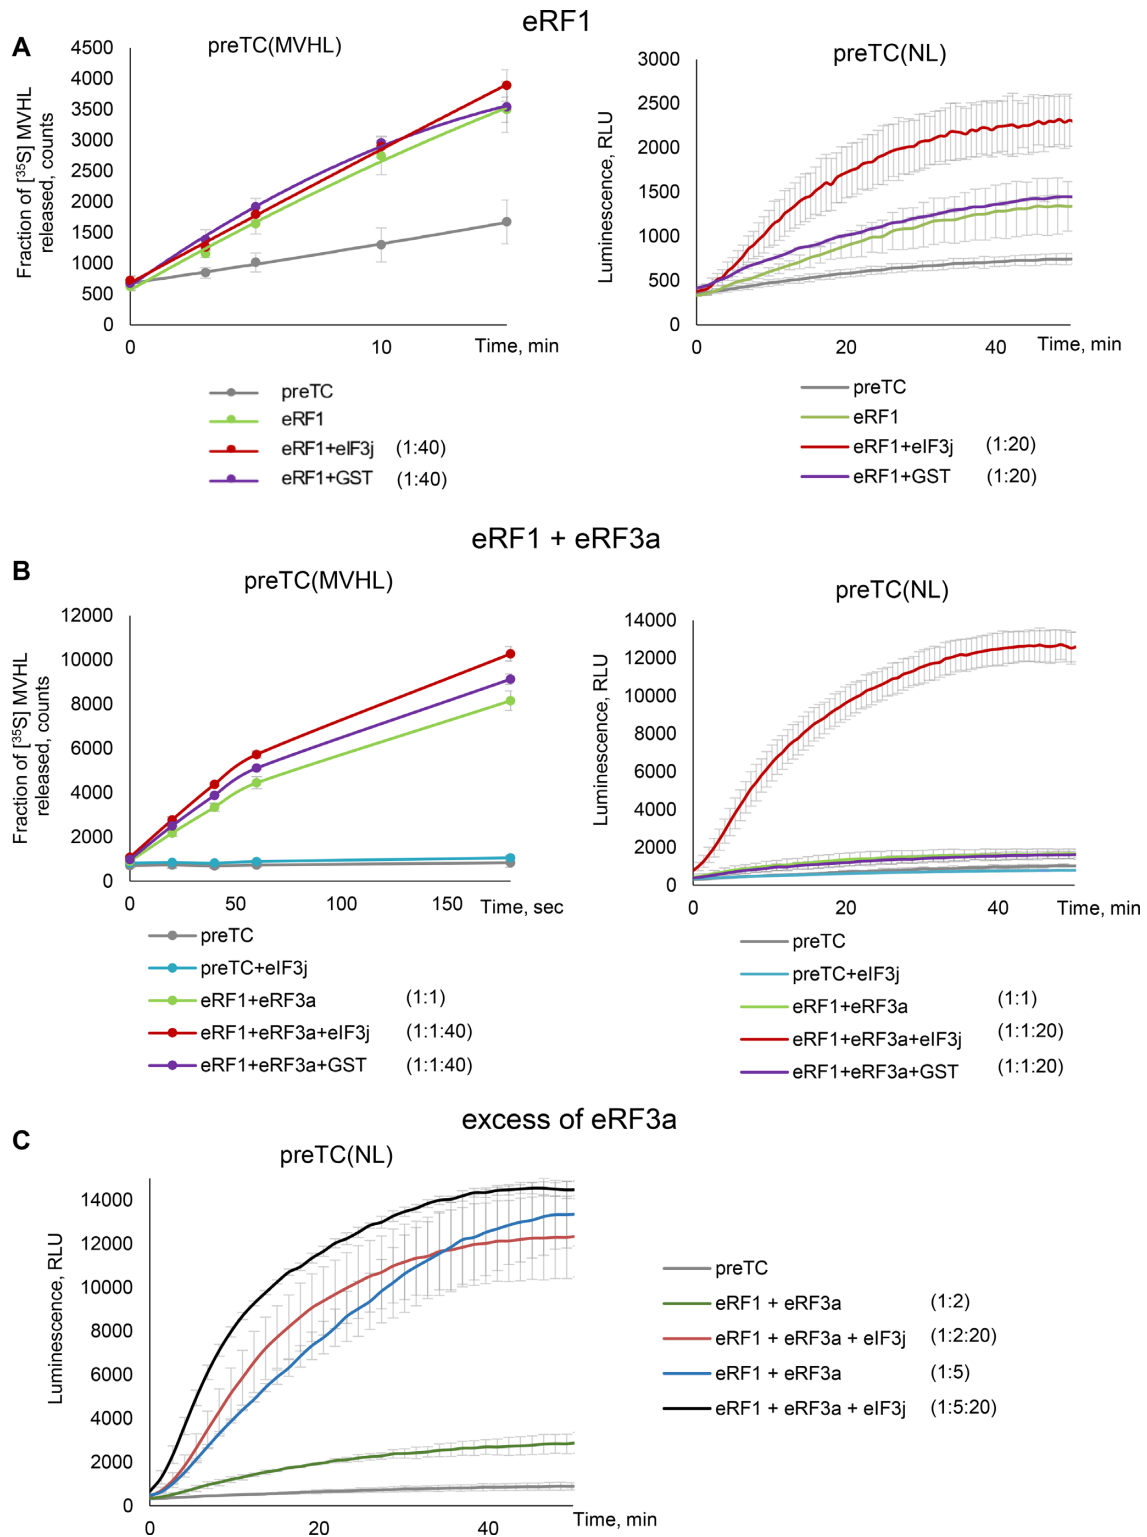 eRF1
A
preTC(MVHL)
preTC(NL)
Fraction of [³⁵S] MVHL
released, counts
4500
4000
3500
3000
2500
2000
1500
1000
500
0
0
10
Time, min
Luminescence, RLU
3000
2500
2000
1500
1000
500
0
0
20
40
Time, min
preTC
eRF1
eRF1+eIF3j (1:40)
eRF1+GST (1:40)
preTC
eRF1
eRF1+eIF3j (1:20)
eRF1+GST (1:20)
eRF1 + eRF3a
B
preTC(MVHL)
preTC(NL)
Fraction of [³⁵S] MVHL
released, counts
12000
10000
8000
6000
4000
2000
0
0
50
100
150
Time, sec
Luminescence, RLU
14000
12000
10000
8000
6000
4000
2000
0
0
20
40
Time, min
preTC
preTC+eIF3j
eRF1+eRF3a (1:1)
eRF1+eRF3a+eIF3j (1:1:40)
eRF1+eRF3a+GST (1:1:40)
preTC
preTC+eIF3j
eRF1+eRF3a (1:1)
eRF1+eRF3a+eIF3j (1:1:20)
eRF1+eRF3a+GST (1:1:20)
excess of eRF3a
C
preTC(NL)
Luminescence, RLU
14000
12000
10000
8000
6000
4000
2000
0
0
20
40
Time, min
preTC
eRF1 + eRF3a (1:2)
eRF1 + eRF3a + eIF3j (1:2:20)
eRF1 + eRF3a (1:5)
eRF1 + eRF3a + eIF3j (1:5:20)